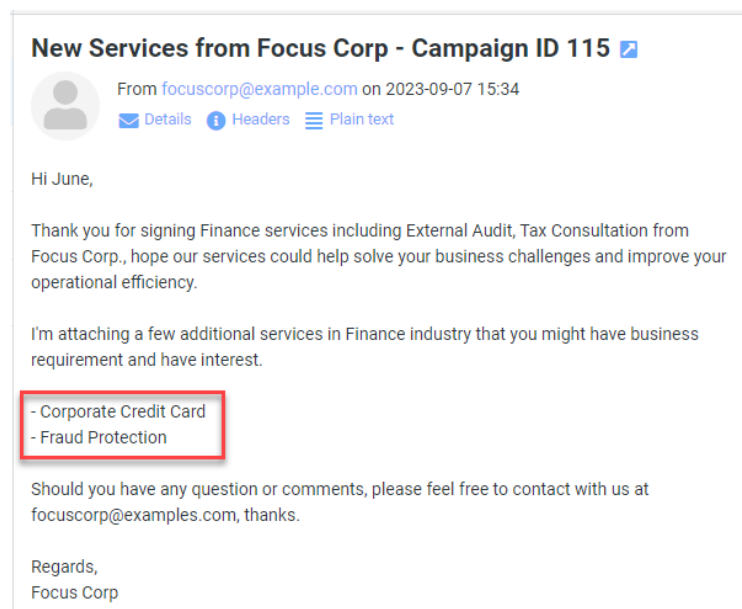 New Services from Focus Corp - Campaign ID 115
From focuscorp@example.com on 2023-09-07 15:34
Details Headers Plain text
Hi June,
Thank you for signing Finance services including External Audit, Tax Consultation from
Focus Corp., hope our services could help solve your business challenges and improve your
operational efficiency.
I'm attaching a few additional services in Finance industry that you might have business
requirement and have interest.
- Corporate Credit Card
- Fraud Protection
Should you have any question or comments, please feel free to contact with us at
focuscorp@examples.com, thanks.
Regards,
Focus Corp